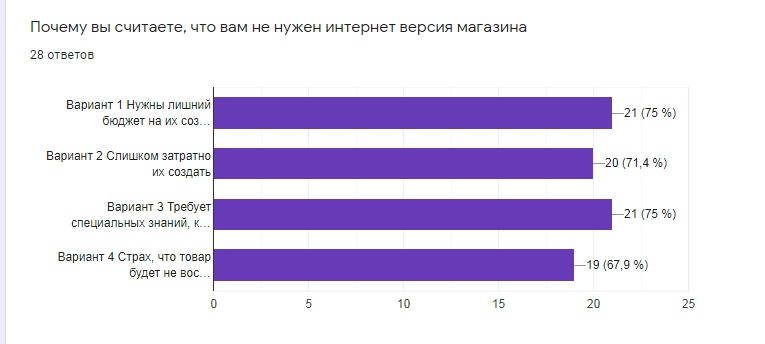 Почему вы считаете, что вам не нужен интернет версия магазина
28 ответов
Вариант 1 Нужны лишний
бюджет на их соз…
21 (75 %)
Вариант 2 Слишком затратно
их создать
20 (71,4 %)
Вариант 3 Требует
специальных знаний, к…
21 (75 %)
Вариант 4 Страх, что товар
будет не вос…
19 (67,9 %)
0 5 10 15 20 25